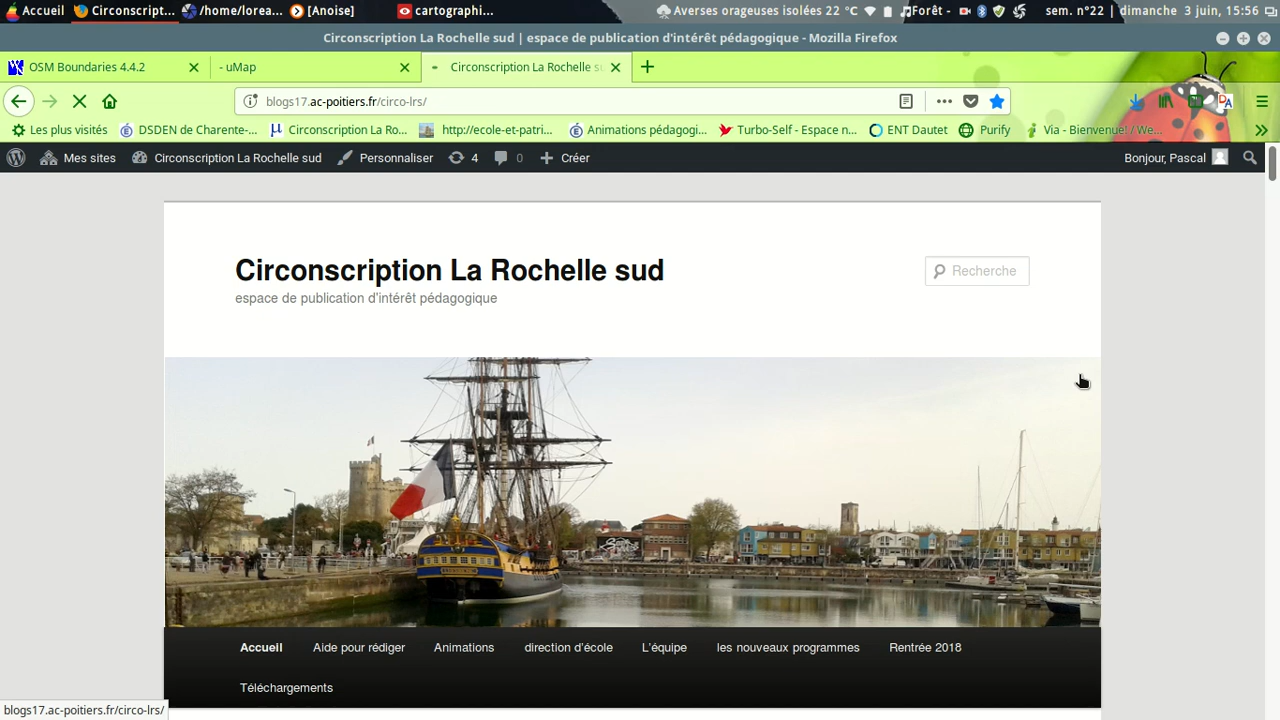 Accueil Circonscript... /home/lorea... [Anoise] cartographi... Averses orageuses isolées 22 °C Forêt - sem. n°22 | dimanche 3 juin, 15:56
Circonscription La Rochelle sud | espace de publication d'intérêt pédagogique - Mozilla Firefox
OSM Boundaries 4.4.2 - uMap Circonscription La Rochelle su
blogs17.ac-poitiers.fr/circo-lrs/
Les plus visités DSDEN de Charente-... Circonscription La Ro... http://ecole-et-patri... Animations pédagogi... Turbo-Self - Espace n... ENT Dautet Purify Via - Bienvenue! / We...
Mes sites Circonscription La Rochelle sud Personnaliser 4 0 Créer Bonjour, Pascal
Circonscription La Rochelle sud
Recherche
espace de publication d'intérêt pédagogique
Accueil Aide pour rédiger Animations direction d'école L'équipe les nouveaux programmes Rentrée 2018
Téléchargements
blogs17.ac-poitiers.fr/circo-lrs/